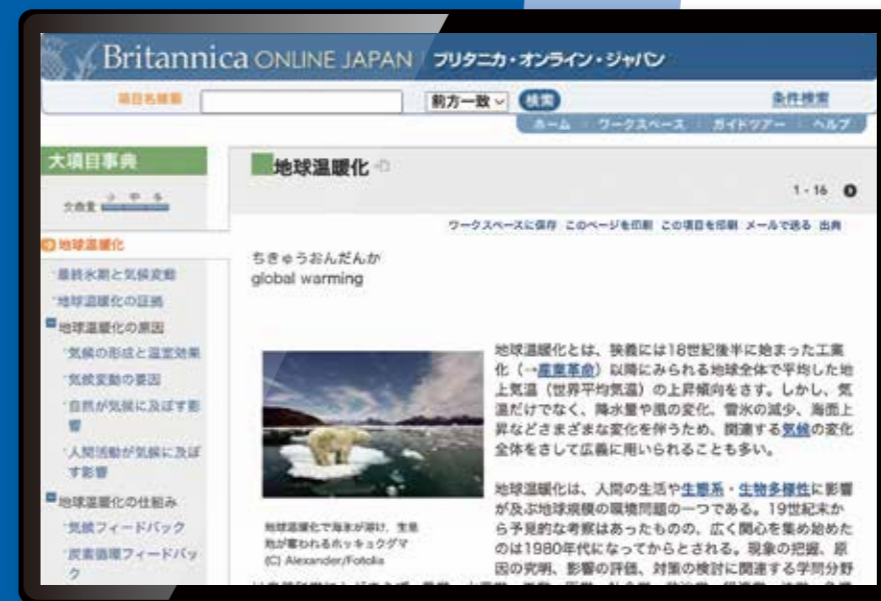 Britannica ONLINE JAPAN | ブリタニカ・オンライン・ジャパン
項目名検索 前方一致 検索 条件検索
ホーム ワークスペース ガイドツアー ヘルプ
大項目事典
文章量 少 中 多
地球温暖化
最終氷期と気候変動
地球温暖化の証拠
地球温暖化の原因
気候の形成と温室効果
気候変動の要因
自然が気候に及ぼす影
響
人間活動が気候に及ぼ
す影響
地球温暖化の仕組み
気候フィードバック
炭素循環フィードバッ
ク
地球温暖化
1 - 16
ワークスペースに保存 このページを印刷 この項目を印刷 メールで送る 出典
ちきゅうおんだんか
global warming
地球温暖化で海氷が溶け，生息
地が奪われるホッキョクグマ
(C) Alexander/Fotolia
地球温暖化とは、狭義には18世紀後半に始まった工業
化（→産業革命）以降にみられる地球全体で平均した地
上気温（世界平均気温）の上昇傾向をさす。しかし、気
温だけでなく、降水量や風の変化、雪氷の減少、海面上
昇などさまざまな変化を伴うため、関連する気候の変化
全体をさして広義に用いられることも多い。
地球温暖化は、人間の生活や生態系・生物多様性に影響
が及ぶ地球規模の環境問題の一つである。19世紀末か
ら予見的な考察はあったものの、広く関心を集め始めた
のは1980年代になってからとされる。現象の把握、原
因の究明、影響の評価、対策の検討に関連する学問分野